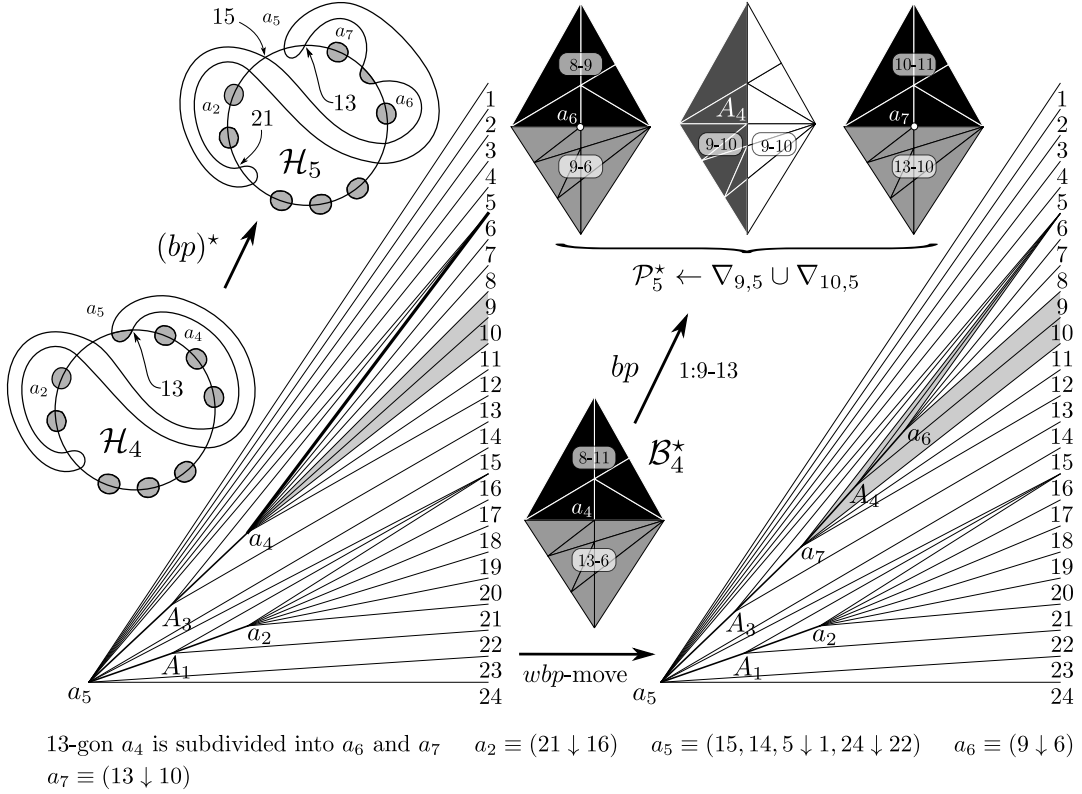 15
a₅
a₇
a₂
21
13
a₆
ℋ₅
(bp)⋆
a₅
a₄
a₂
13
ℋ₄
1
2
3
4
5
6
7
8
9
10
11
12
13
14
15
16
17
18
19
20
21
22
23
24
a₄
A₃
a₂
A₁
a₅
8-9
a₆
9-6
A₄
9-10
9-10
10-11
a₇
13-10
𝒫₅⋆ ← ∇₉,₅ ∪ ∇₁₀,₅
bp
1:9-13
8-11
ℬ₄⋆
a₄
13-6
wbp-move
1
2
3
4
5
6
7
8
9
10
11
12
13
14
15
16
17
18
19
20
21
22
23
24
a₆
A₄
a₇
A₃
a₂
A₁
a₅
13-gon a₄ is subdivided into a₆ and a₇ a₂ ≡ (21 ↓ 16) a₅ ≡ (15, 14, 5 ↓ 1, 24 ↓ 22) a₆ ≡ (9 ↓ 6)
a₇ ≡ (13 ↓ 10)